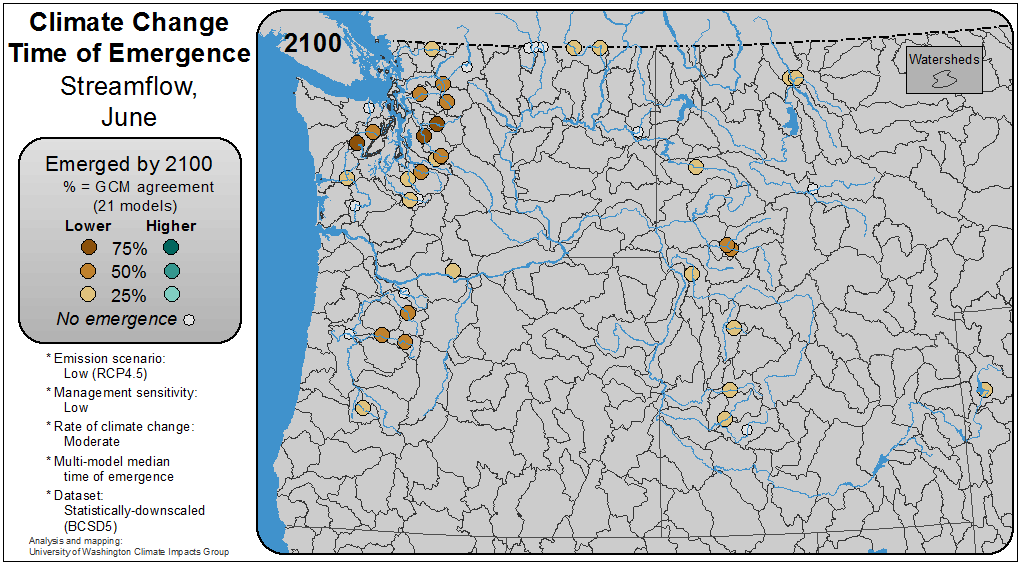 Climate Change
Time of Emergence
Streamflow,
June
Emerged by 2100
% = GCM agreement
(21 models)
Lower Higher
75%
50%
25%
No emergence
* Emission scenario:
Low (RCP4.5)
* Management sensitivity:
Low
* Rate of climate change:
Moderate
* Multi-model median
time of emergence
* Dataset:
Statistically-downscaled
(BCSD5)
Analysis and mapping:
University of Washington Climate Impacts Group
2100
Watersheds